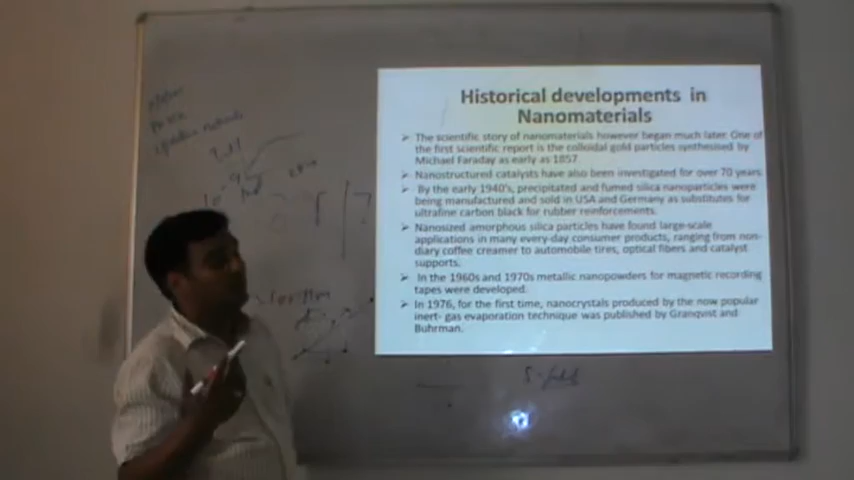 Historical developments in
Nanomaterials
The scientific story of nanomaterials however began much later. One of
the first scientific report is the colloidal gold particles synthesised by
Michael Faraday as early as 1857
Nanostructured catalysts have also been investigated for over 70 years.
By the early 1940's, precipitated and fumed silica nanoparticles were
being manufactured and sold in USA and Germany as substitutes for
ultrafine carbon black for rubber reinforcements.
Nanosized amorphous silica particles have found large-scale
applications in many every-day consumer products, ranging from non-
diary coffee creamer to automobile tires, optical fibers and catalyst
supports.
In the 1960s and 1970s metallic nanopowders for magnetic recording
tapes were developed.
In 1976, for the first time, nanocrystals produced by the now popular
inert- gas evaporation technique was published by Granqvist and
Buhrman.